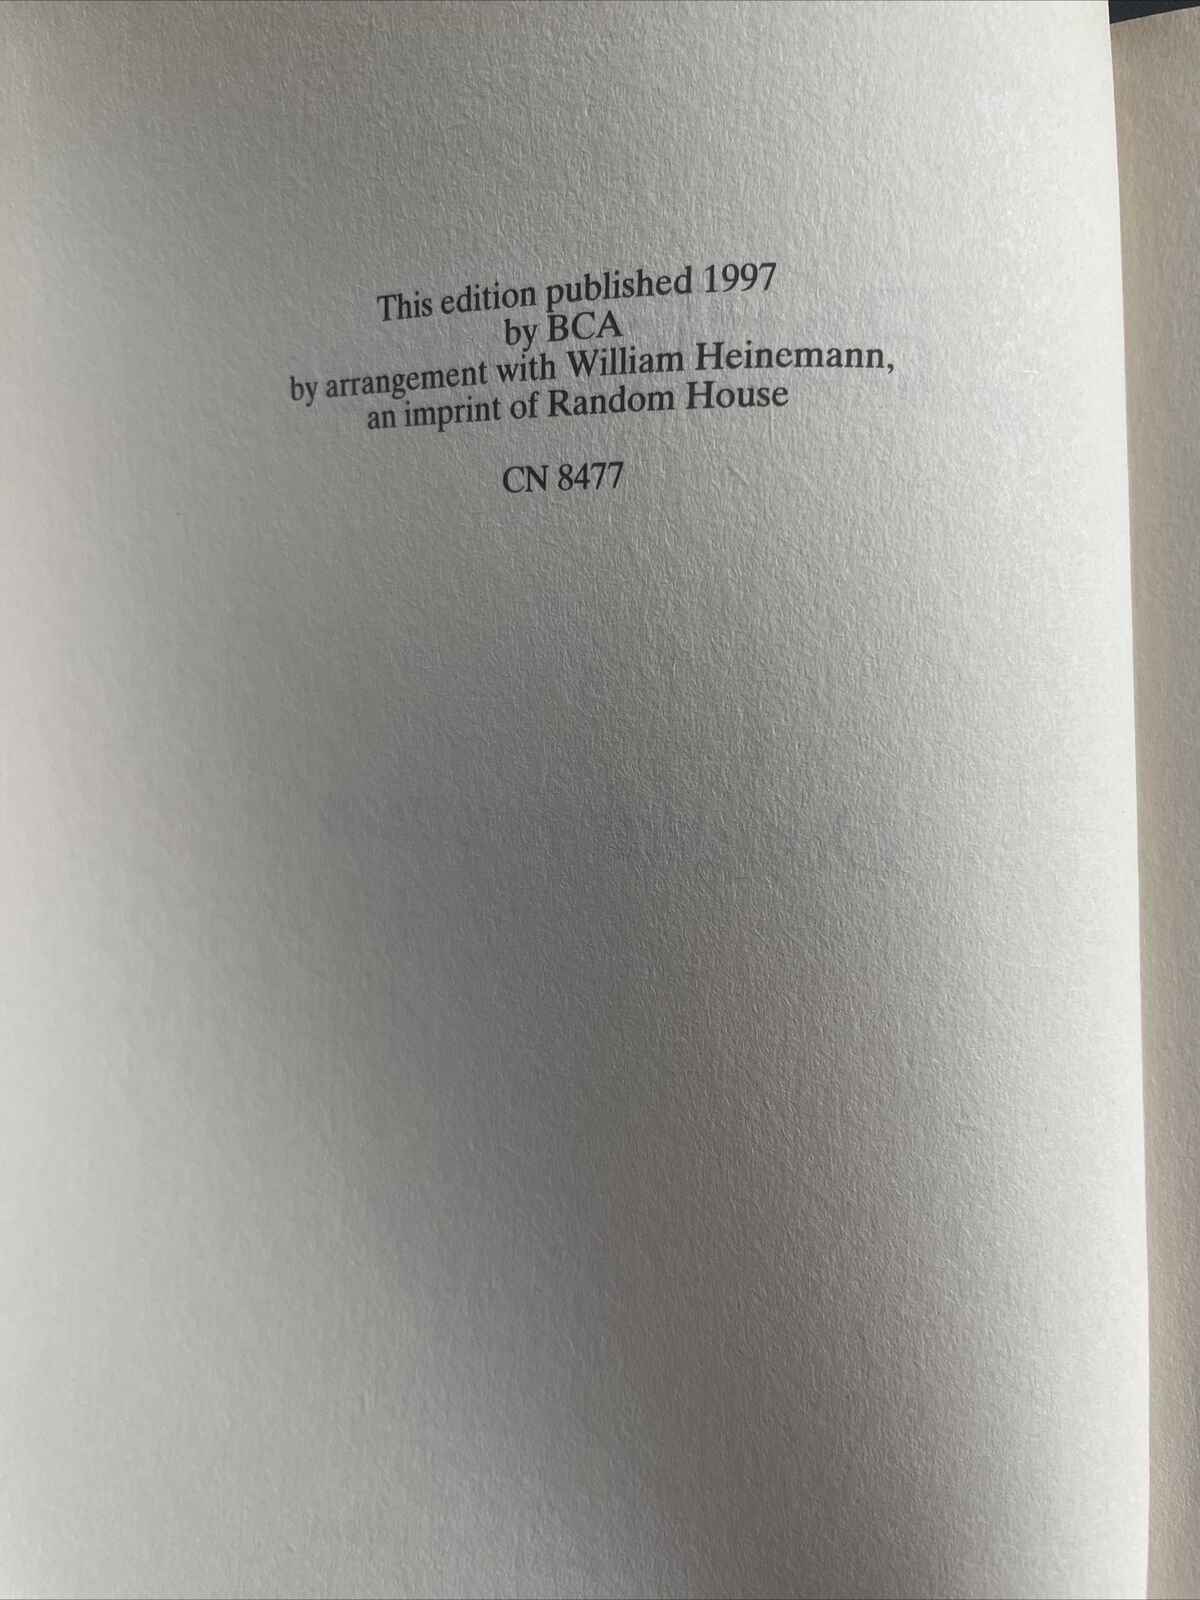 This edition published 1997
by BCA
by arrangement with William Heinemann,
an imprint of Random House
CN 8477